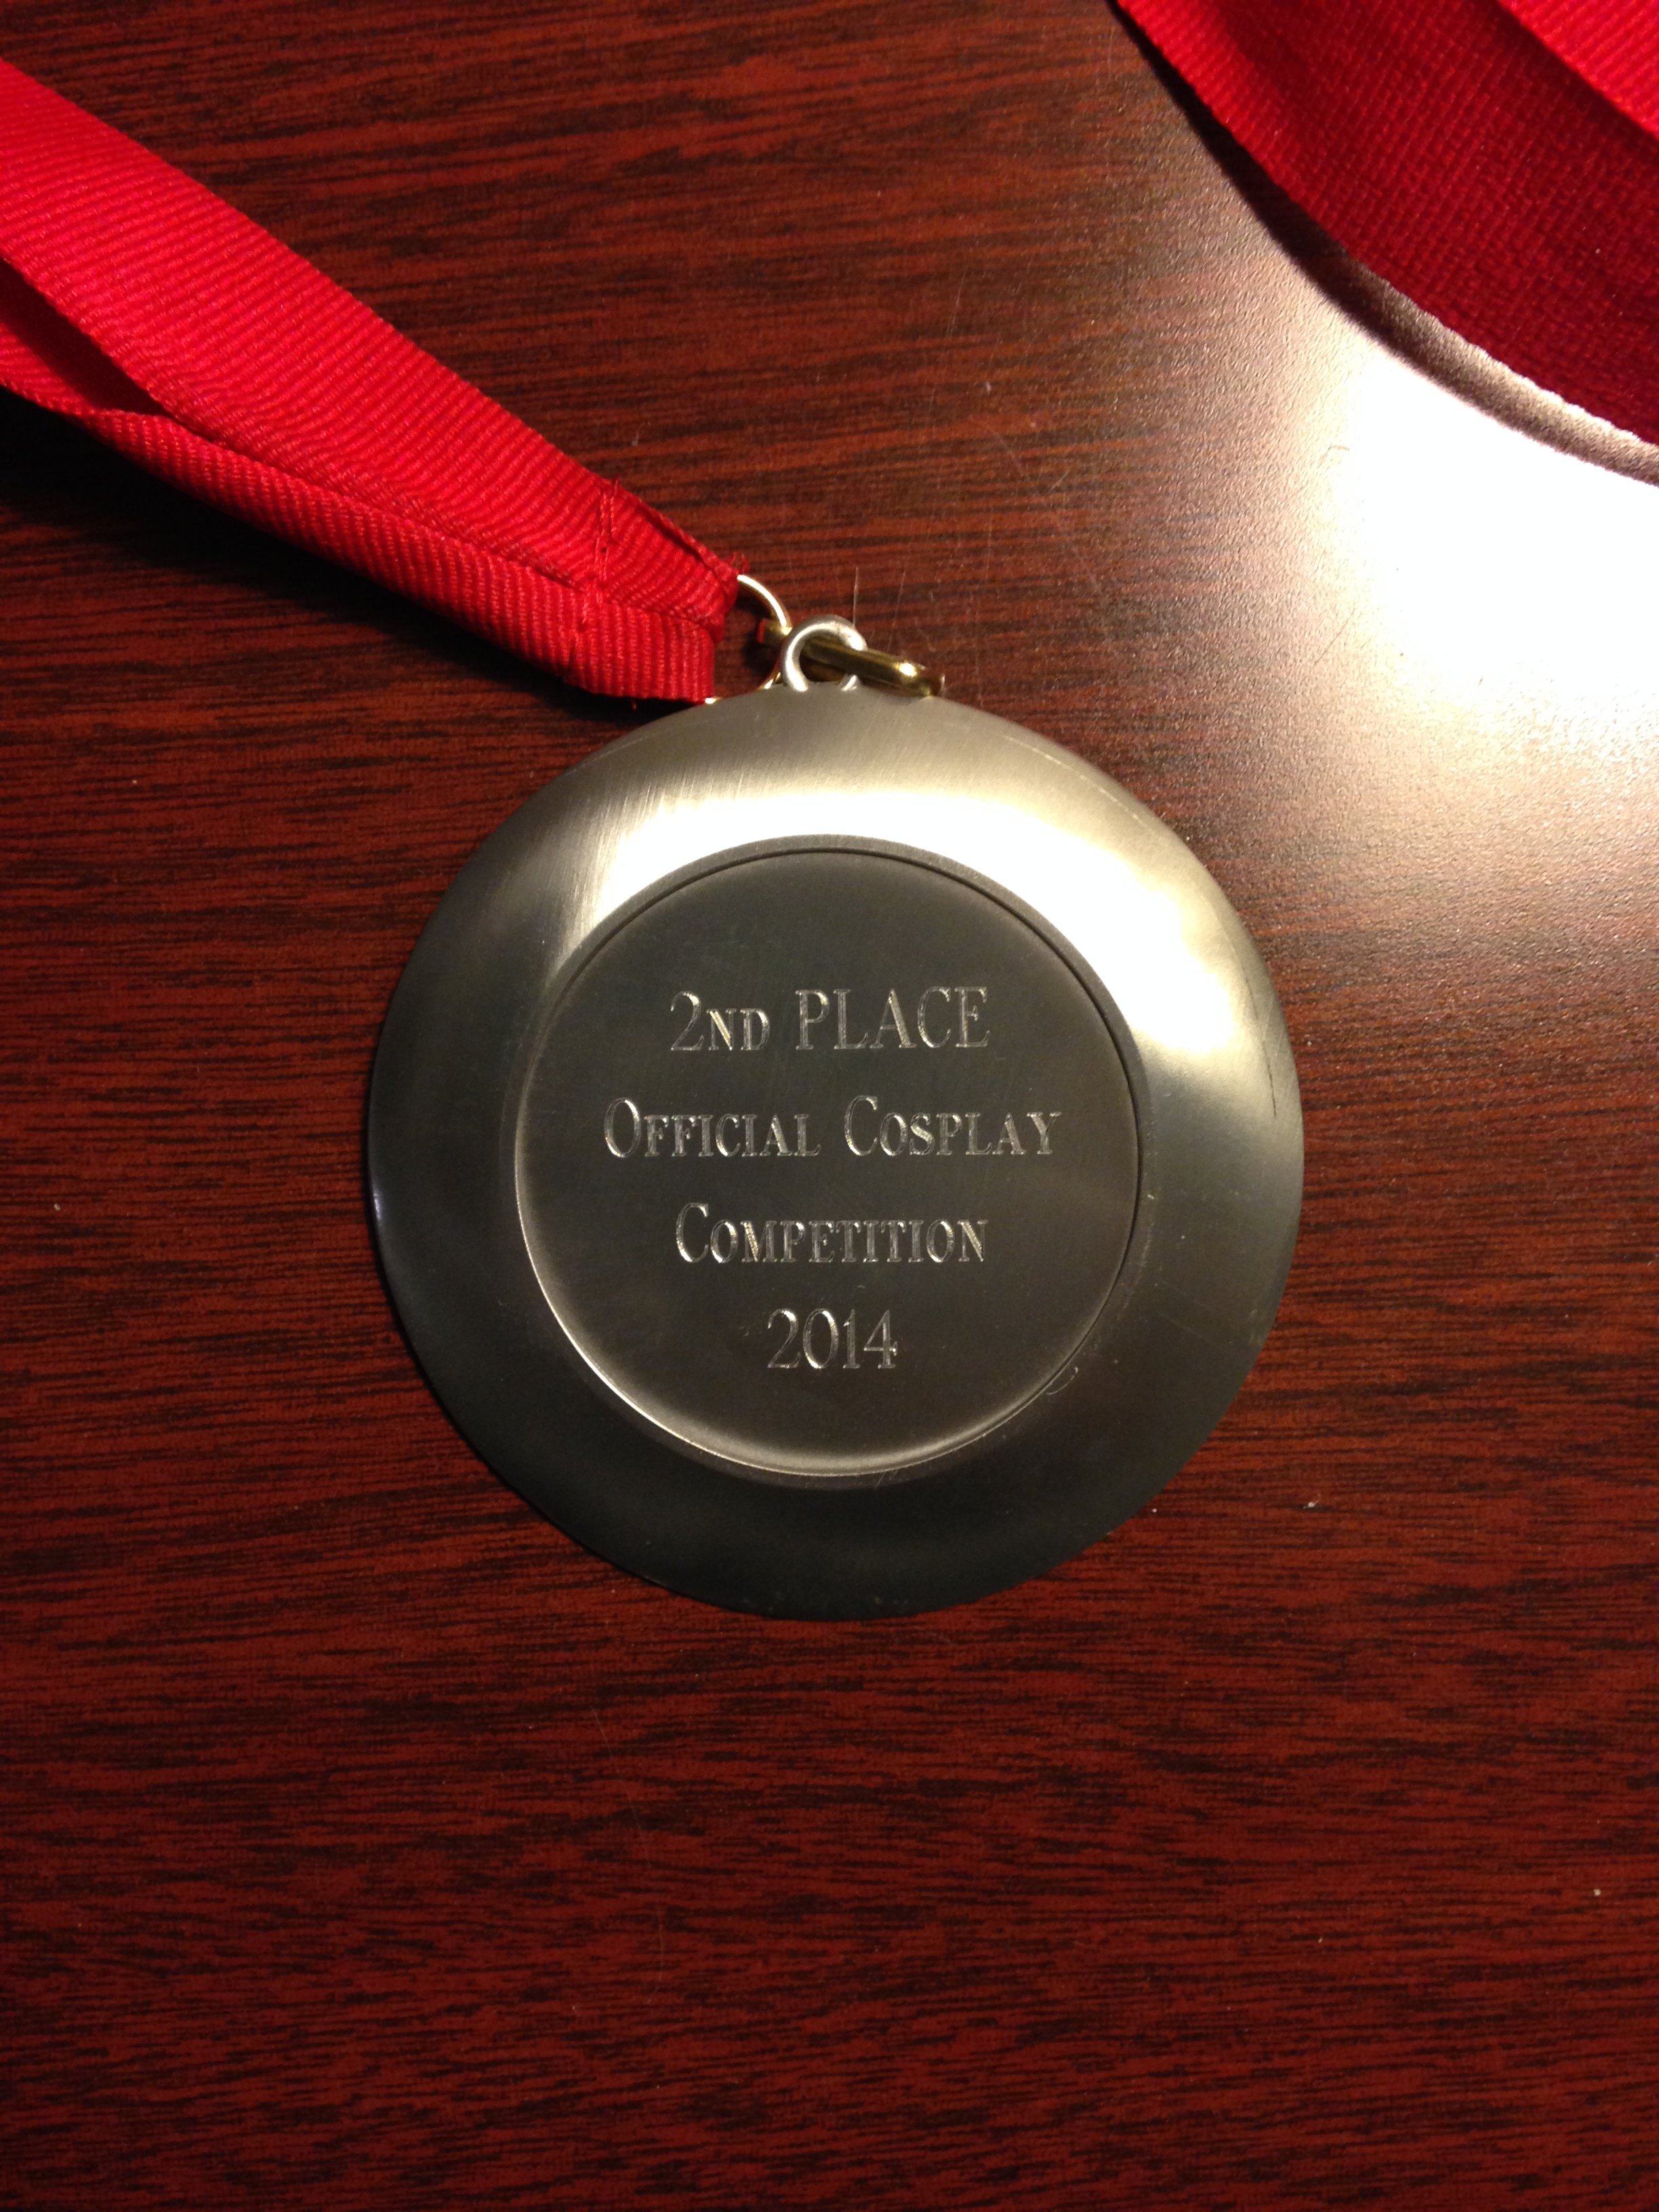 2ND PLACE
OFFICIAL COSPLAY
COMPETITION
2014